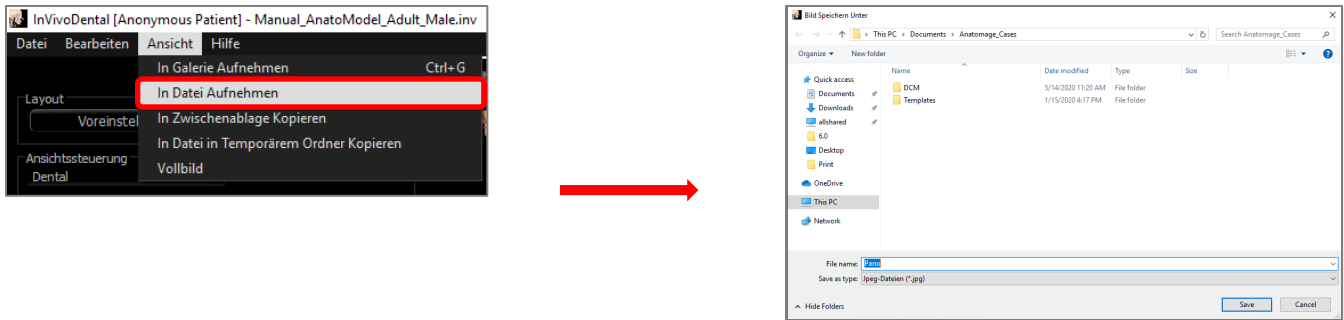 InVivoDental [Anonymous Patient] - Manual_AnatoModel_Adult_Male.inv
Datei Bearbeiten Ansicht Hilfe
In Galerie Aufnehmen Ctrl+G
In Datei Aufnehmen
In Zwischenablage Kopieren
In Datei in Temporärem Ordner Kopieren
Vollbild
Layout
Voreinstel
Ansichtssteuerung
Dental
Bild Speichern Unter
This PC > Documents > Anatomage_Cases
Search Anatomage_Cases
Organize New folder
Name Date modified Type Size
DCM 5/14/2020 11:20 AM File folder
Templates 1/15/2020 4:17 PM File folder
Quick access
Documents
Downloads
allshared
6.0
Desktop
Print
OneDrive
This PC
Network
File name: Pano
Save as type: Jpeg-Dateien (*.jpg)
Hide Folders
Save Cancel